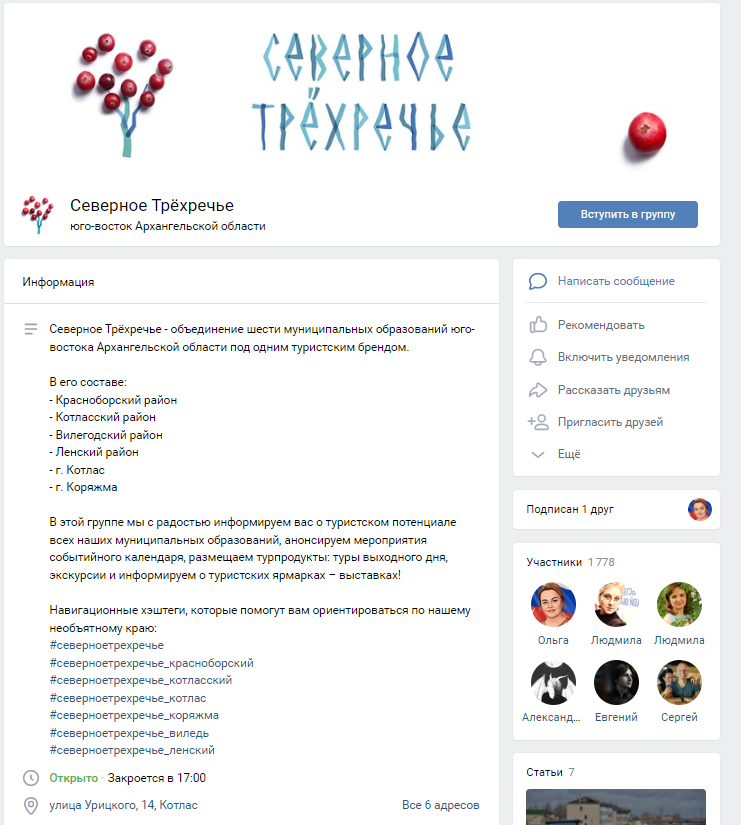 СЕВЕРНОЕ
ТРЁХРЕЧЬЕ
Северное Трёхречье
юго-восток Архангельской области
Вступить в группу
Информация
Северное Трёхречье - объединение шести муниципальных образований юго-
востока Архангельской области под одним туристским брендом.
В его составе:
- Красноборский район
- Котласский район
- Вилегодский район
- Ленский район
- г. Котлас
- г. Коряжма
В этой группе мы с радостью информируем вас о туристском потенциале
всех наших муниципальных образований, анонсируем мероприятия
событийного календаря, размещаем турпродукты: туры выходного дня,
экскурсии и информируем о туристских ярмарках – выставках!
Навигационные хэштеги, которые помогут вам ориентироваться по нашему
необъятному краю:
#северноетрехречье
#северноетрехречье_красноборский
#северноетрехречье_котласский
#северноетрехречье_котлас
#северноетрехречье_коряжма
#северноетрехречье_виледь
#северноетрехречье_ленский
Открыто · Закроется в 17:00
улица Урицкого, 14, Котлас
Все 6 адресов
Написать сообщение
Рекомендовать
Включить уведомления
Рассказать друзьям
Пригласить друзей
Ещё
Подписан 1 друг
Участники 1 778
Ольга
Людмила
Людмила
Александ...
Евгений
Сергей
Статьи 7